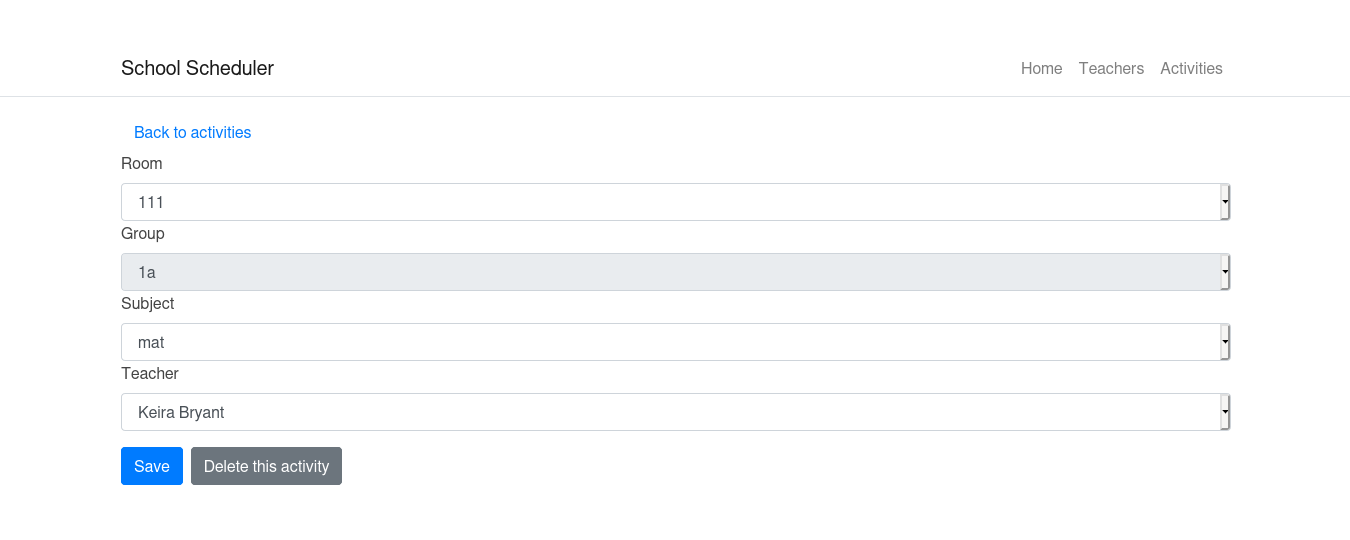 School Scheduler
Home Teachers Activities
Back to activities
Room
111
Group
1a
Subject
mat
Teacher
Keira Bryant
Save Delete this activity